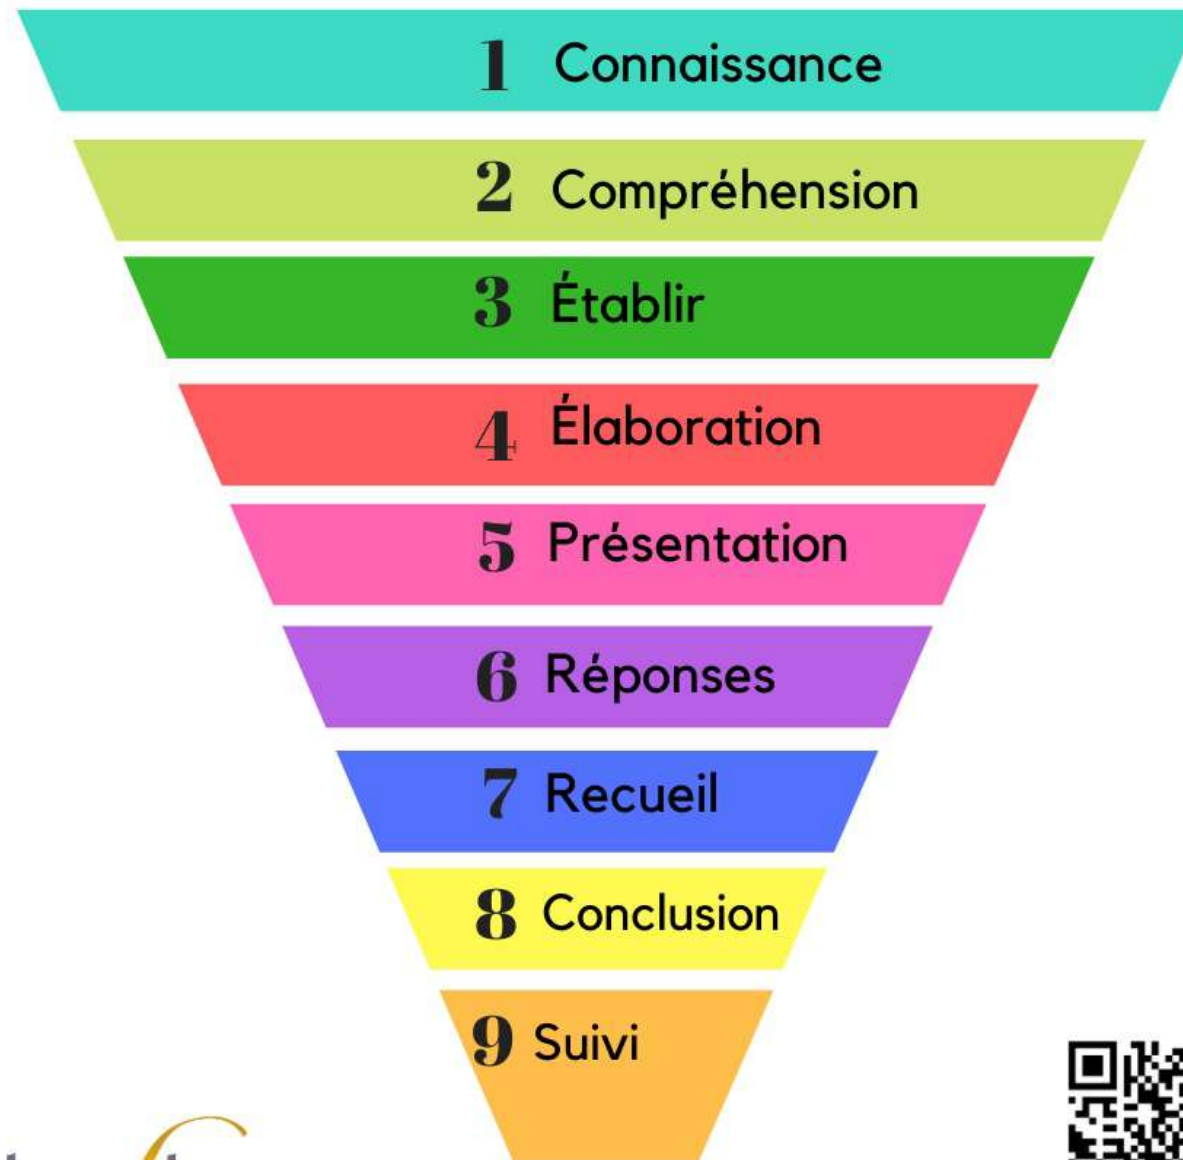 1 Connaissance
2 Compréhension
3 Établir
4 Élaboration
5 Présentation
6 Réponses
7 Recueil
8 Conclusion
9 Suivi